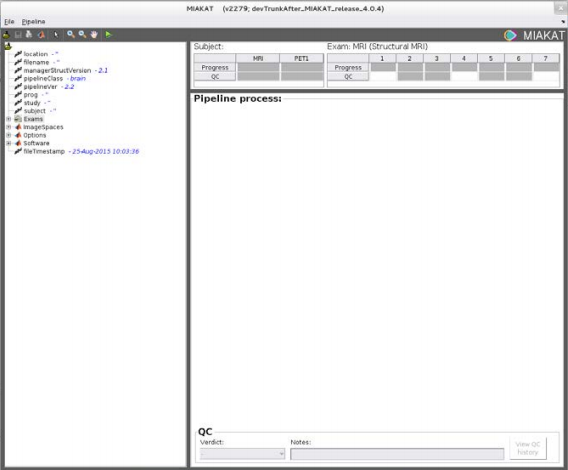 MIAKAT (v2279; devTrunkAfter_MIAKAT_release_4.0.4)
File Pipeline
MIAKAT
location - ''
filename - ''
managerStructVersion - 2.1
pipelineClass - brain
pipelineVer - 2.2
prog - ''
study - ''
subject - ''
Exams
ImageSpaces
Options
Software
fileTimestamp - 25-Aug-2015 10:03:36
Subject:
MRI PET1
Progress
QC
Exam: MRI (Structural MRI)
1 2 3 4 5 6 7
Progress
QC
Pipeline process:
QC
Verdict:
Notes:
View QC
history